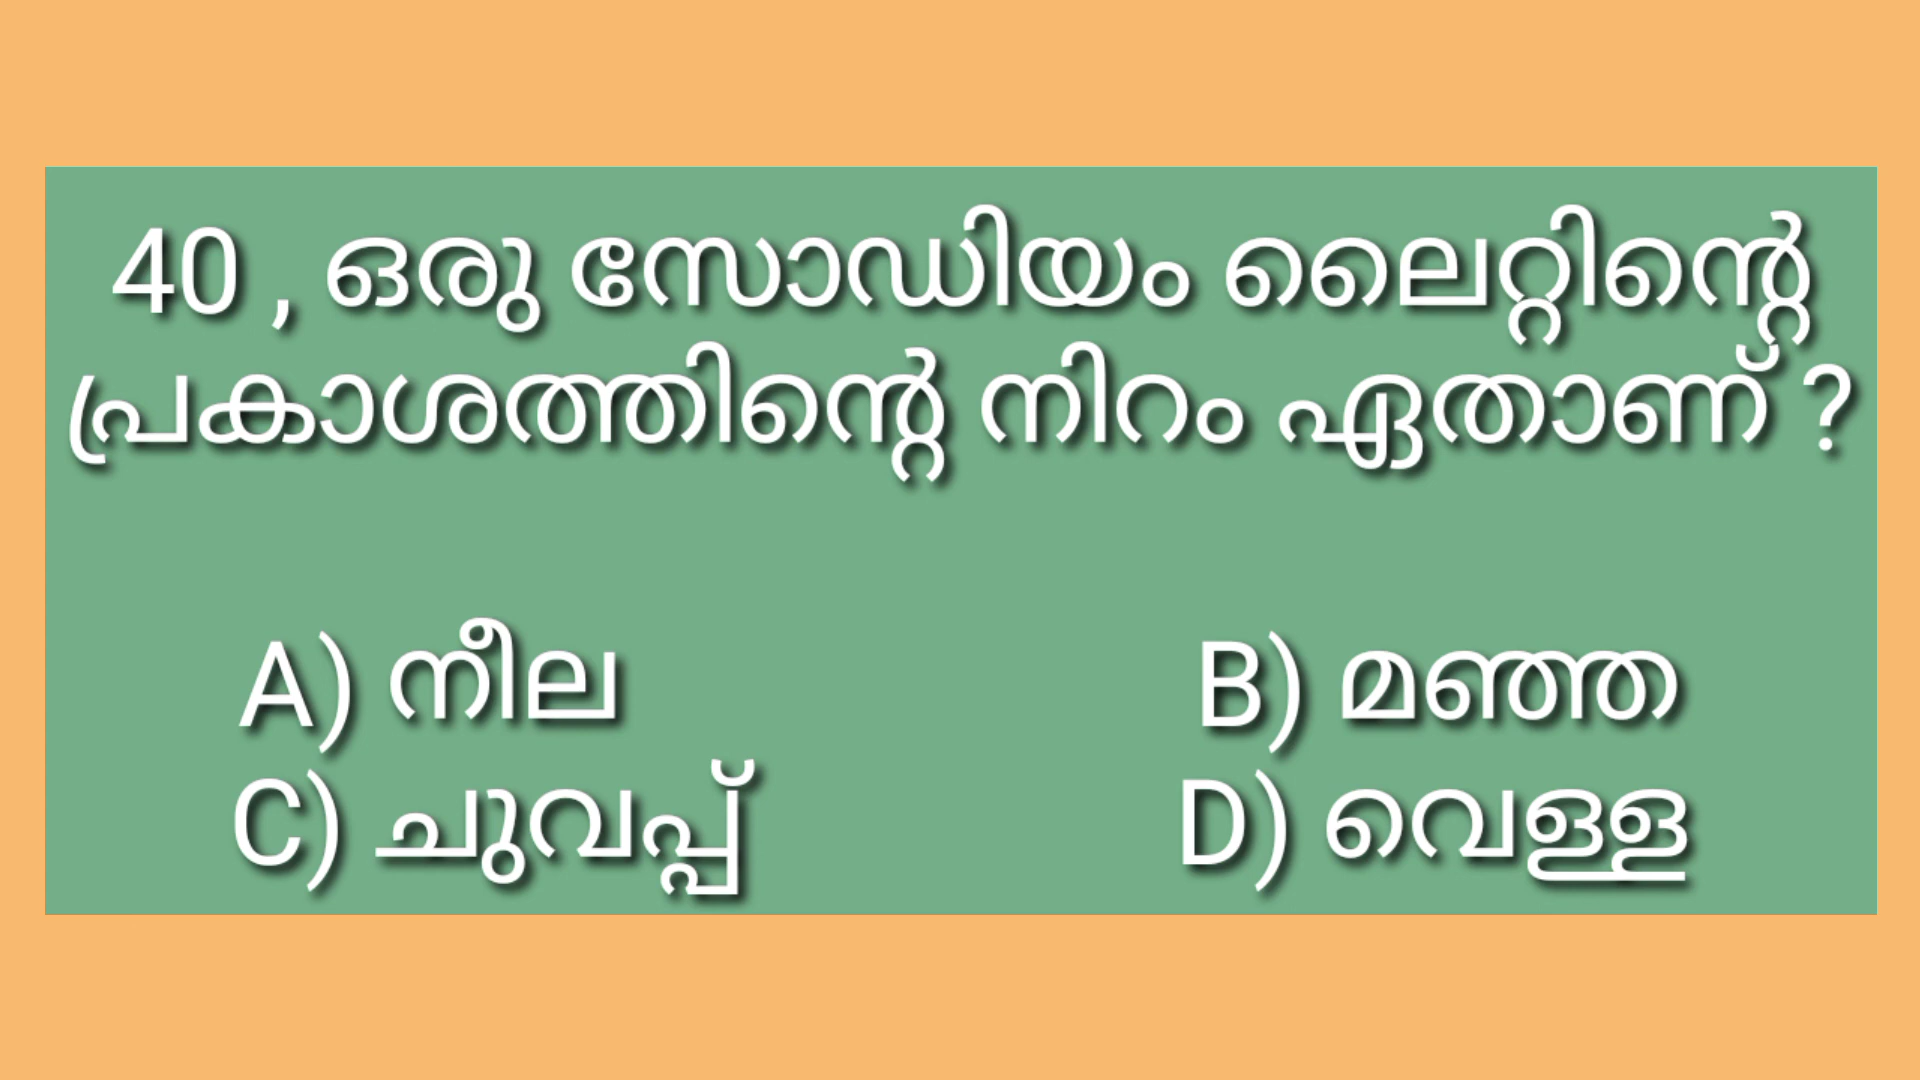 40 , ഒരു സോഡിയം ലൈറ്റിന്റെ
പ്രകാശത്തിന്റെ നിറം ഏതാണ് ?
A) നീല B) മഞ്ഞ
C) ചുവപ്പ് D) വെള്ള